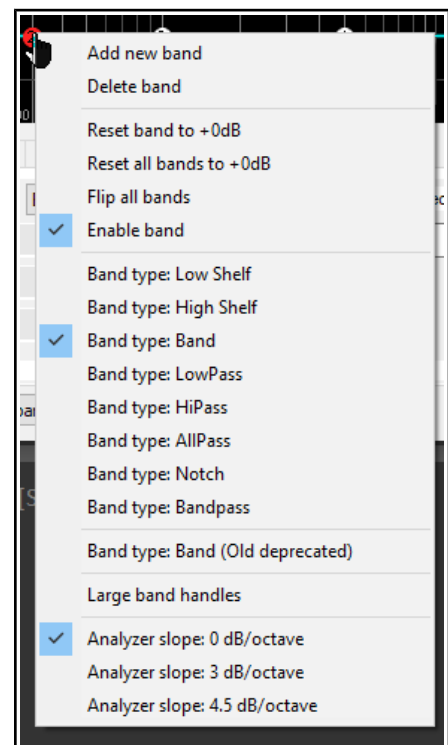 Add new band
Delete band
Reset band to +0dB
Reset all bands to +0dB
Flip all bands
Enable band
Band type: Low Shelf
Band type: High Shelf
Band type: Band
Band type: LowPass
Band type: HiPass
Band type: AllPass
Band type: Notch
Band type: Bandpass
Band type: Band (Old deprecated)
Large band handles
Analyzer slope: 0 dB/octave
Analyzer slope: 3 dB/octave
Analyzer slope: 4.5 dB/octave